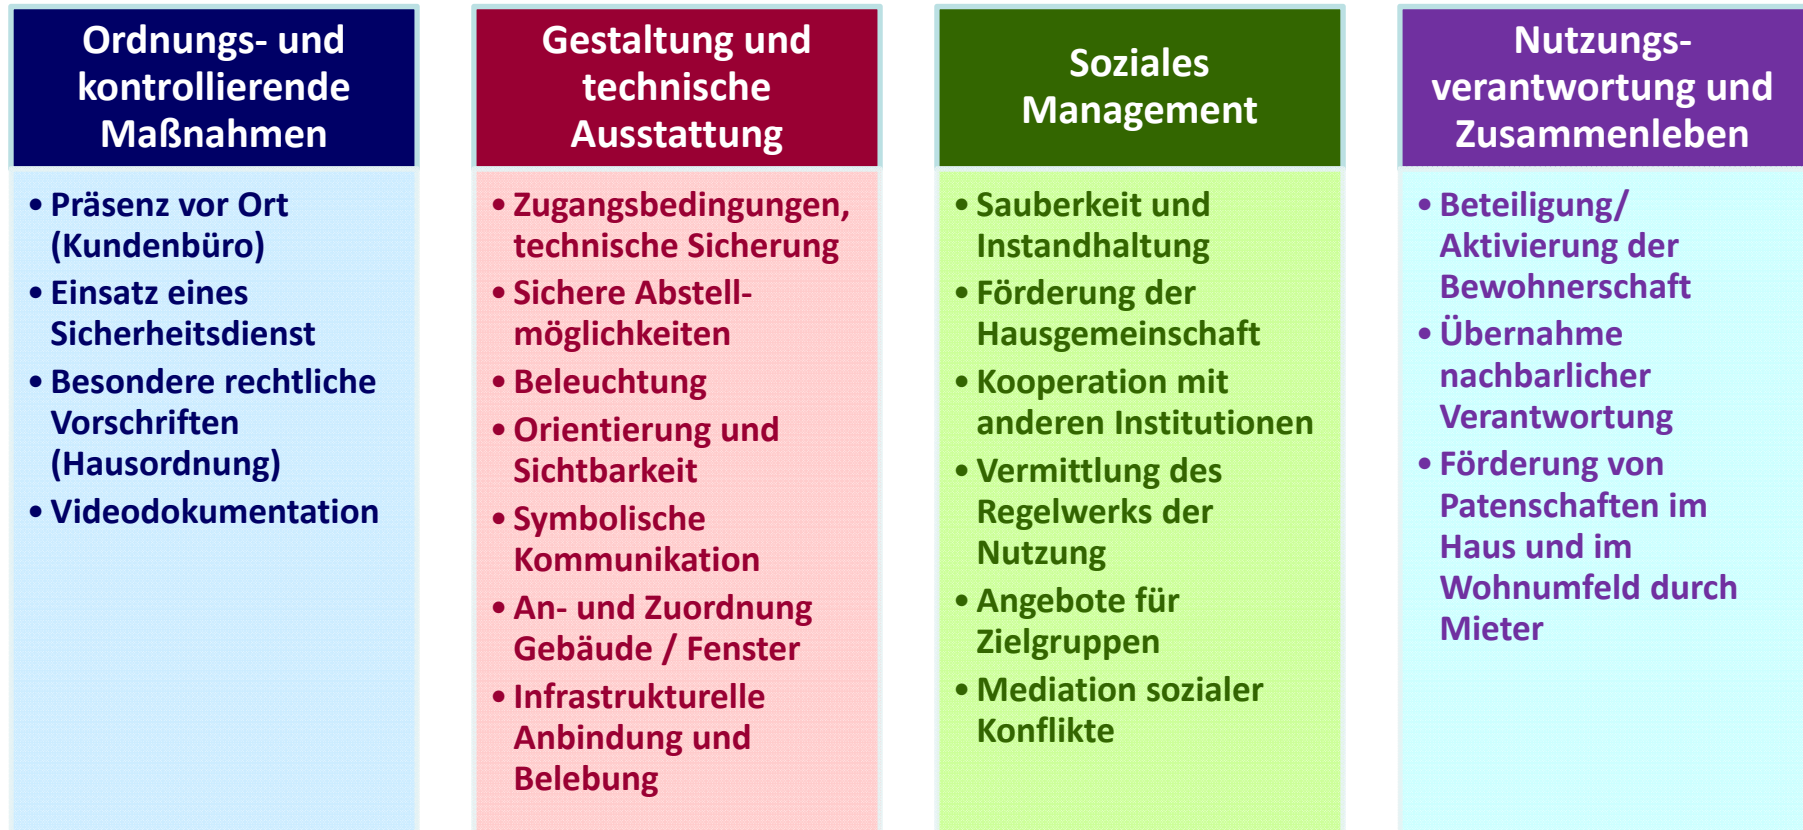 Ordnungs- und
kontrollierende
Maßnahmen
• Präsenz vor Ort
(Kundenbüro)
• Einsatz eines
Sicherheitsdienst
• Besondere rechtliche
Vorschriften
(Hausordnung)
• Videodokumentation
Gestaltung und
technische
Ausstattung
• Zugangsbedingungen,
technische Sicherung
• Sichere Abstell-
möglichkeiten
• Beleuchtung
• Orientierung und
Sichtbarkeit
• Symbolische
Kommunikation
• An- und Zuordnung
Gebäude / Fenster
• Infrastrukturelle
Anbindung und
Belebung
Soziales
Management
• Sauberkeit und
Instandhaltung
• Förderung der
Hausgemeinschaft
• Kooperation mit
anderen Institutionen
• Vermittlung des
Regelwerks der
Nutzung
• Angebote für
Zielgruppen
• Mediation sozialer
Konflikte
Nutzungs-
verantwortung und
Zusammenleben
• Beteiligung/
Aktivierung der
Bewohnerschaft
• Übernahme
nachbarlicher
Verantwortung
• Förderung von
Patenschaften im
Haus und im
Wohnumfeld durch
Mieter